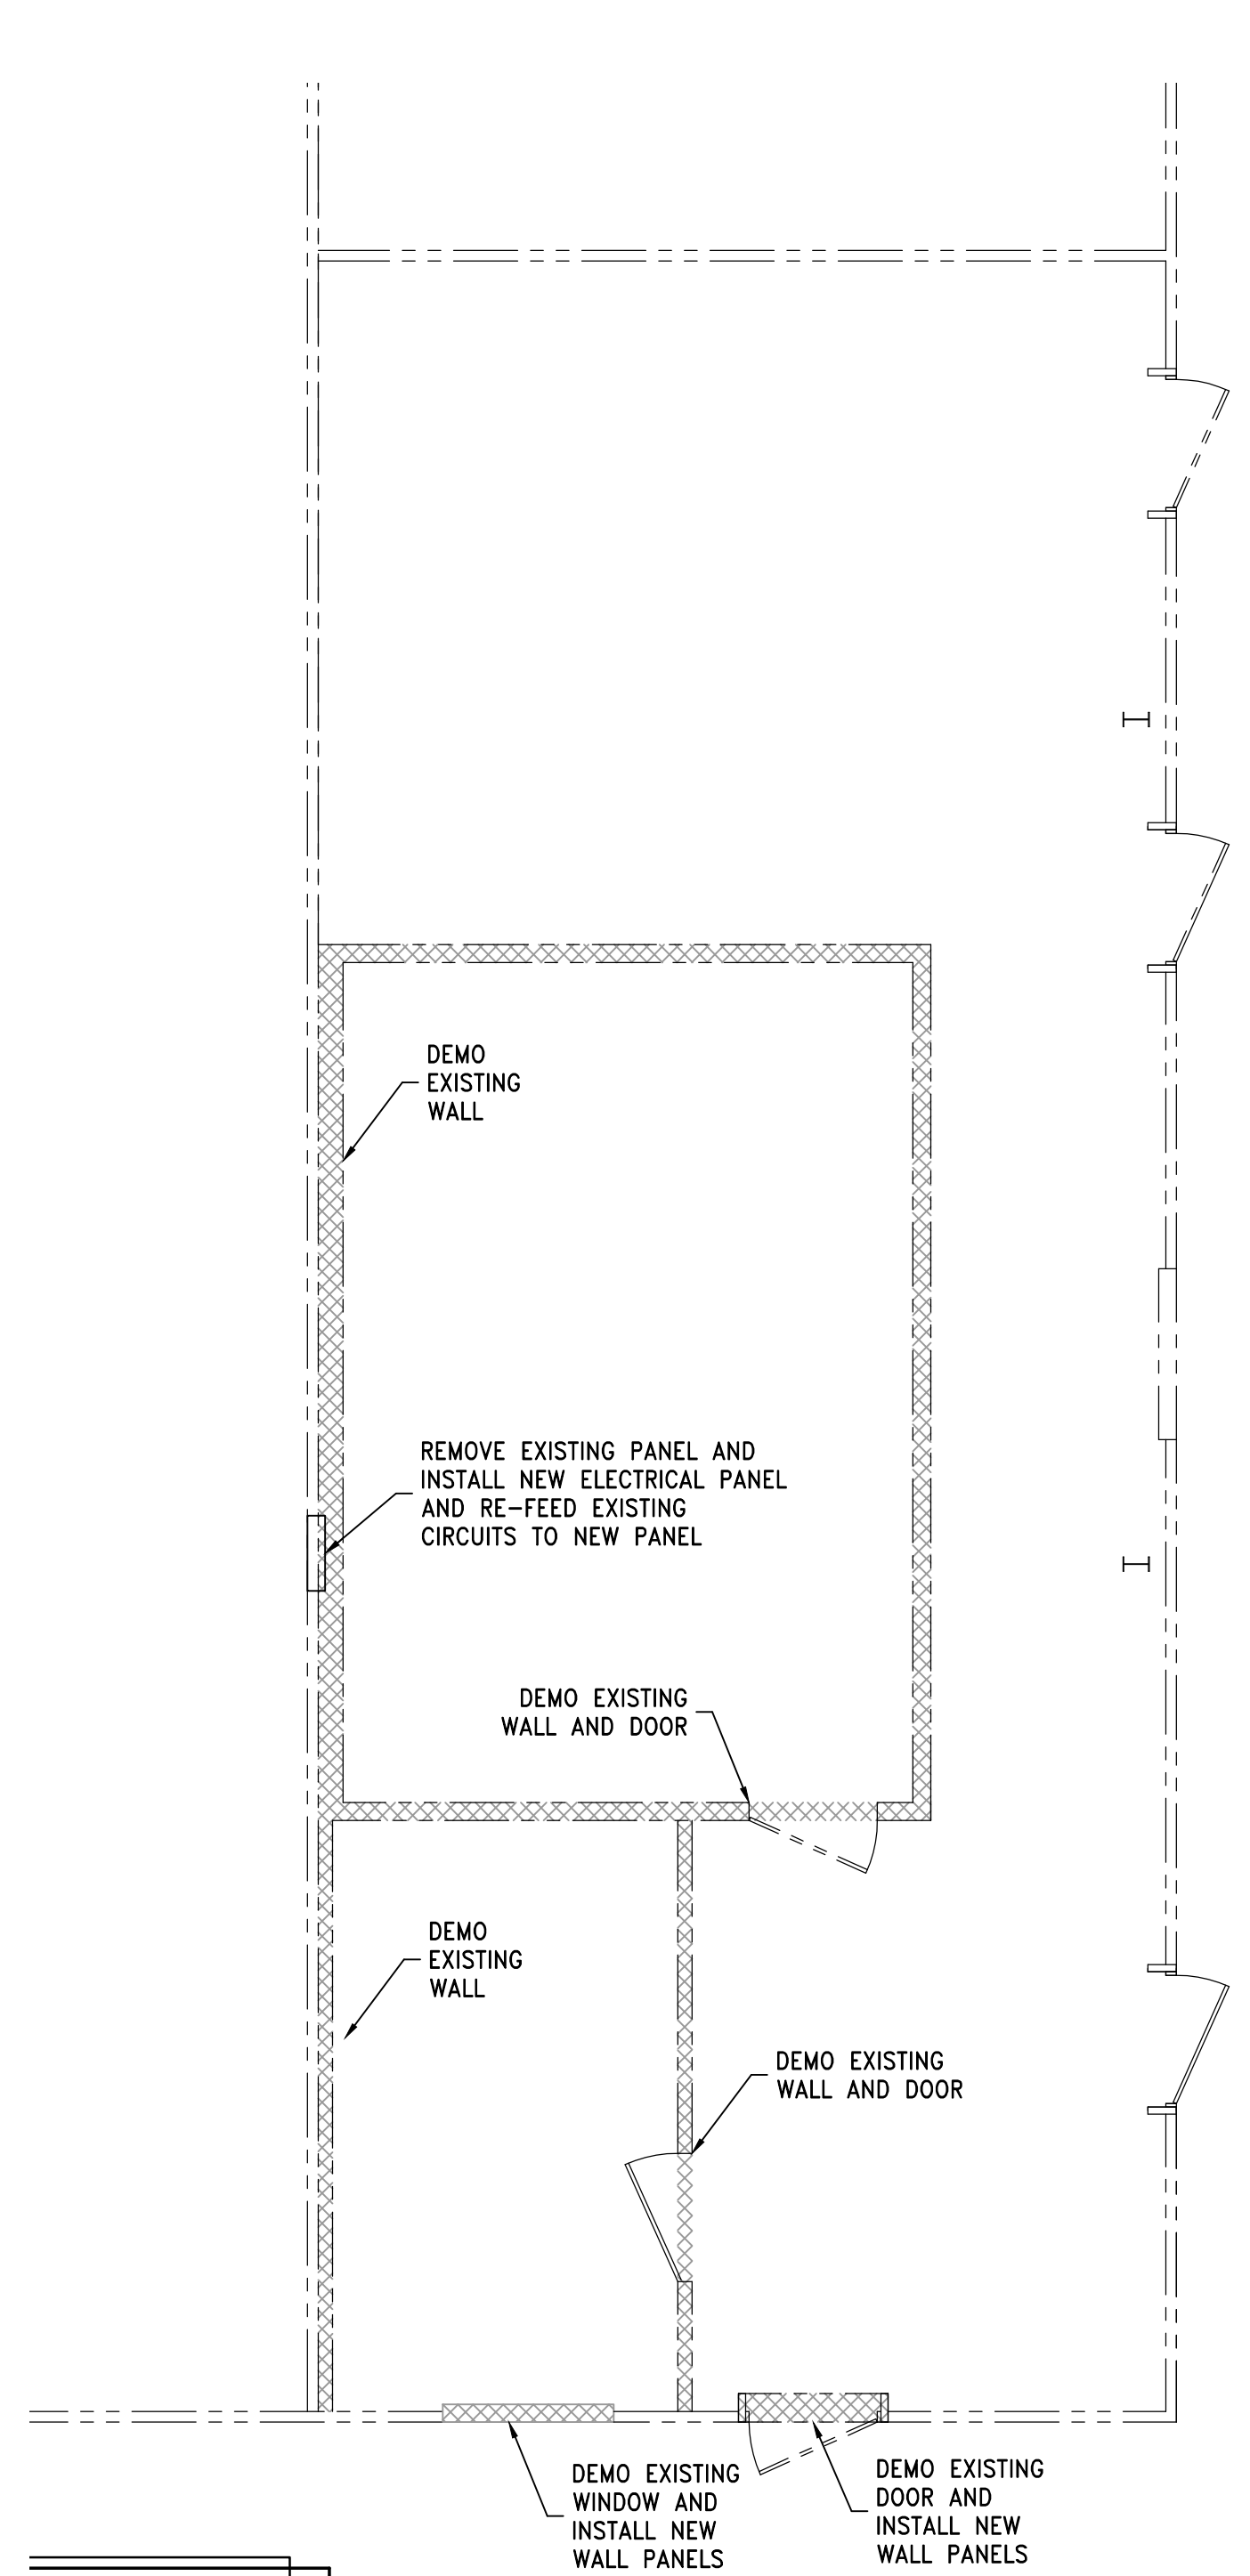 DEMO
EXISTING
WALL
REMOVE EXISTING PANEL AND
INSTALL NEW ELECTRICAL PANEL
AND RE-FEED EXISTING
CIRCUITS TO NEW PANEL
DEMO EXISTING
WALL AND DOOR
DEMO
EXISTING
WALL
DEMO EXISTING
WALL AND DOOR
DEMO EXISTING
WINDOW AND
INSTALL NEW
WALL PANELS
DEMO EXISTING
DOOR AND
INSTALL NEW
WALL PANELS